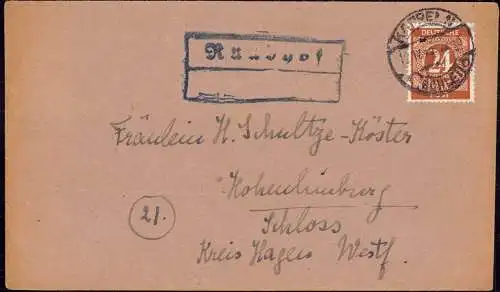 DEUTSCHE
24
Fräulein H. Schultze-Köster
Hohenlimburg
Schloss
21.
Kreis Hagen Westf.